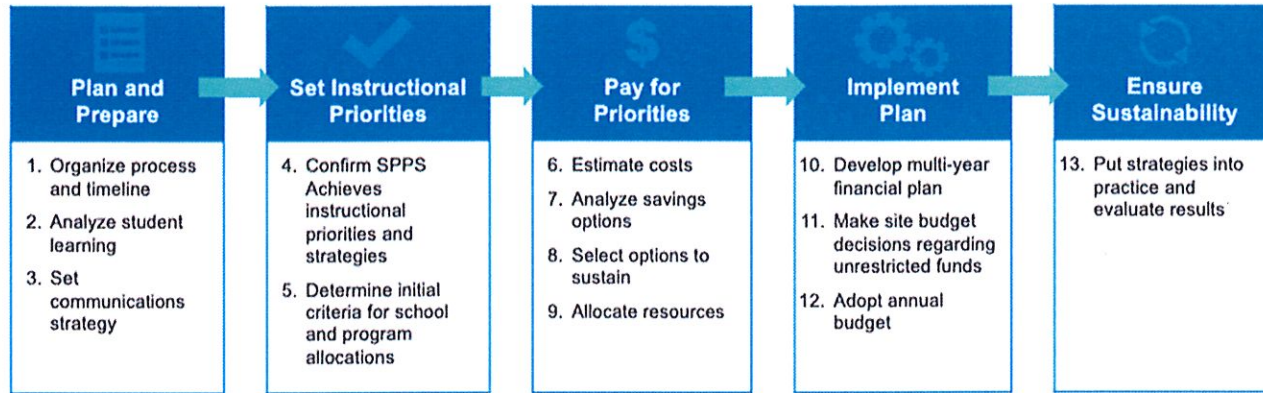 Plan and
Prepare
1. Organize process
and timeline
2. Analyze student
learning
3. Set
communications
strategy
Set Instructional
Priorities
4. Confirm SPPS
Achieves
instructional
priorities and
strategies
5. Determine initial
criteria for school
and program
allocations
$
Pay for
Priorities
6. Estimate costs
7. Analyze savings
options
8. Select options to
sustain
9. Allocate resources
Implement
Plan
10. Develop multi-year
financial plan
11. Make site budget
decisions regarding
unrestricted funds
12. Adopt annual
budget
Ensure
Sustainability
13. Put strategies into
practice and
evaluate results